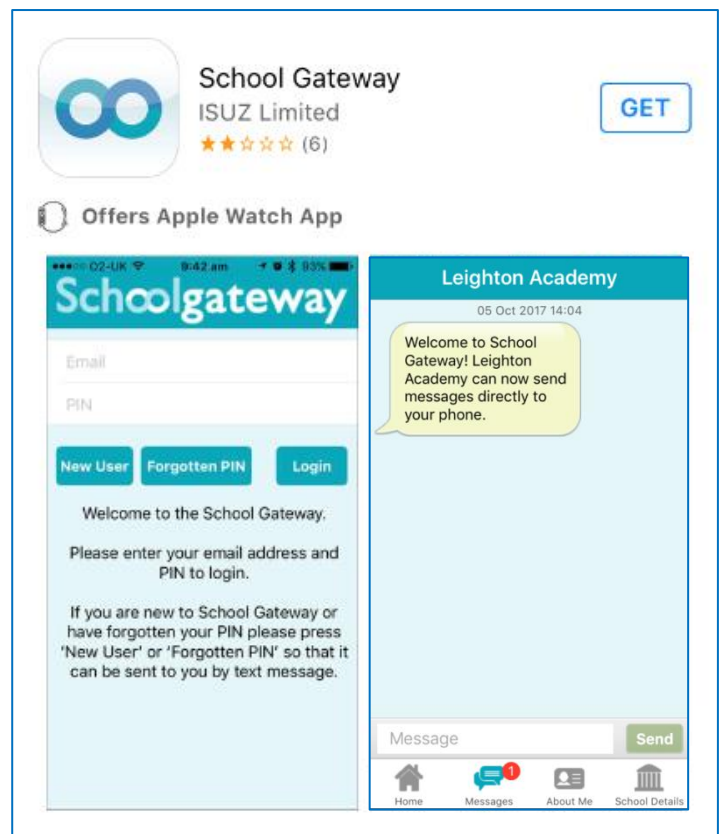 School Gateway
ISUZ Limited
GET
★★☆☆☆ (6)
Offers Apple Watch App
O2-UK 9:42 am 93%
Schoolgateway
Email
PIN
New User Forgotten PIN Login
Welcome to the School Gateway.
Please enter your email address and
PIN to login.
If you are new to School Gateway or
have forgotten your PIN please press
'New User' or 'Forgotten PIN' so that it
can be sent to you by text message.
Leighton Academy
05 Oct 2017 14:04
Welcome to School
Gateway! Leighton
Academy can now send
messages directly to
your phone.
Message Send
1
Home Messages About Me School Details